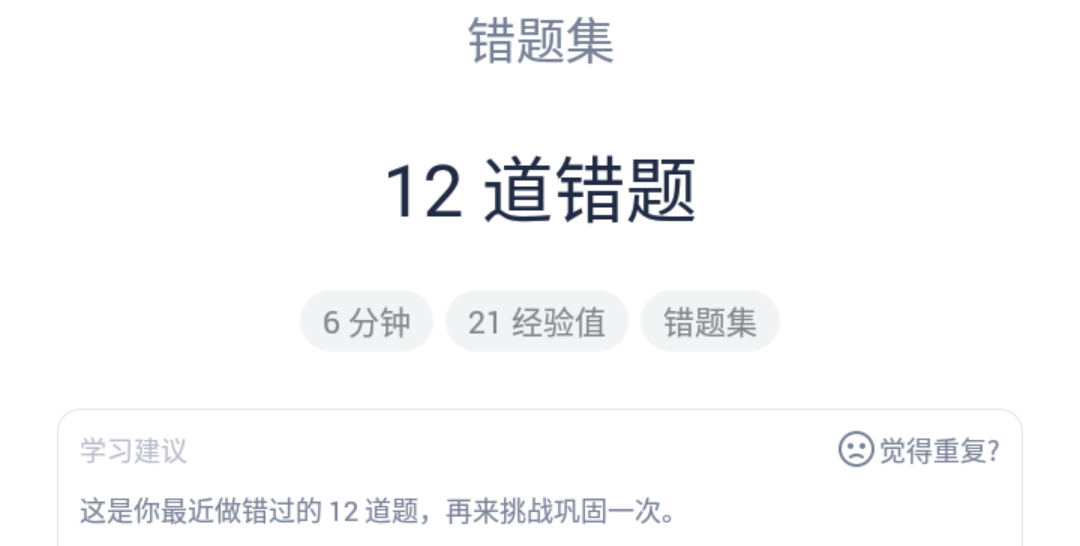 错题集
12 道错题
6 分钟 21 经验值 错题集
学习建议 觉得重复?
这是你最近做错过的 12 道题，再来挑战巩固一次。